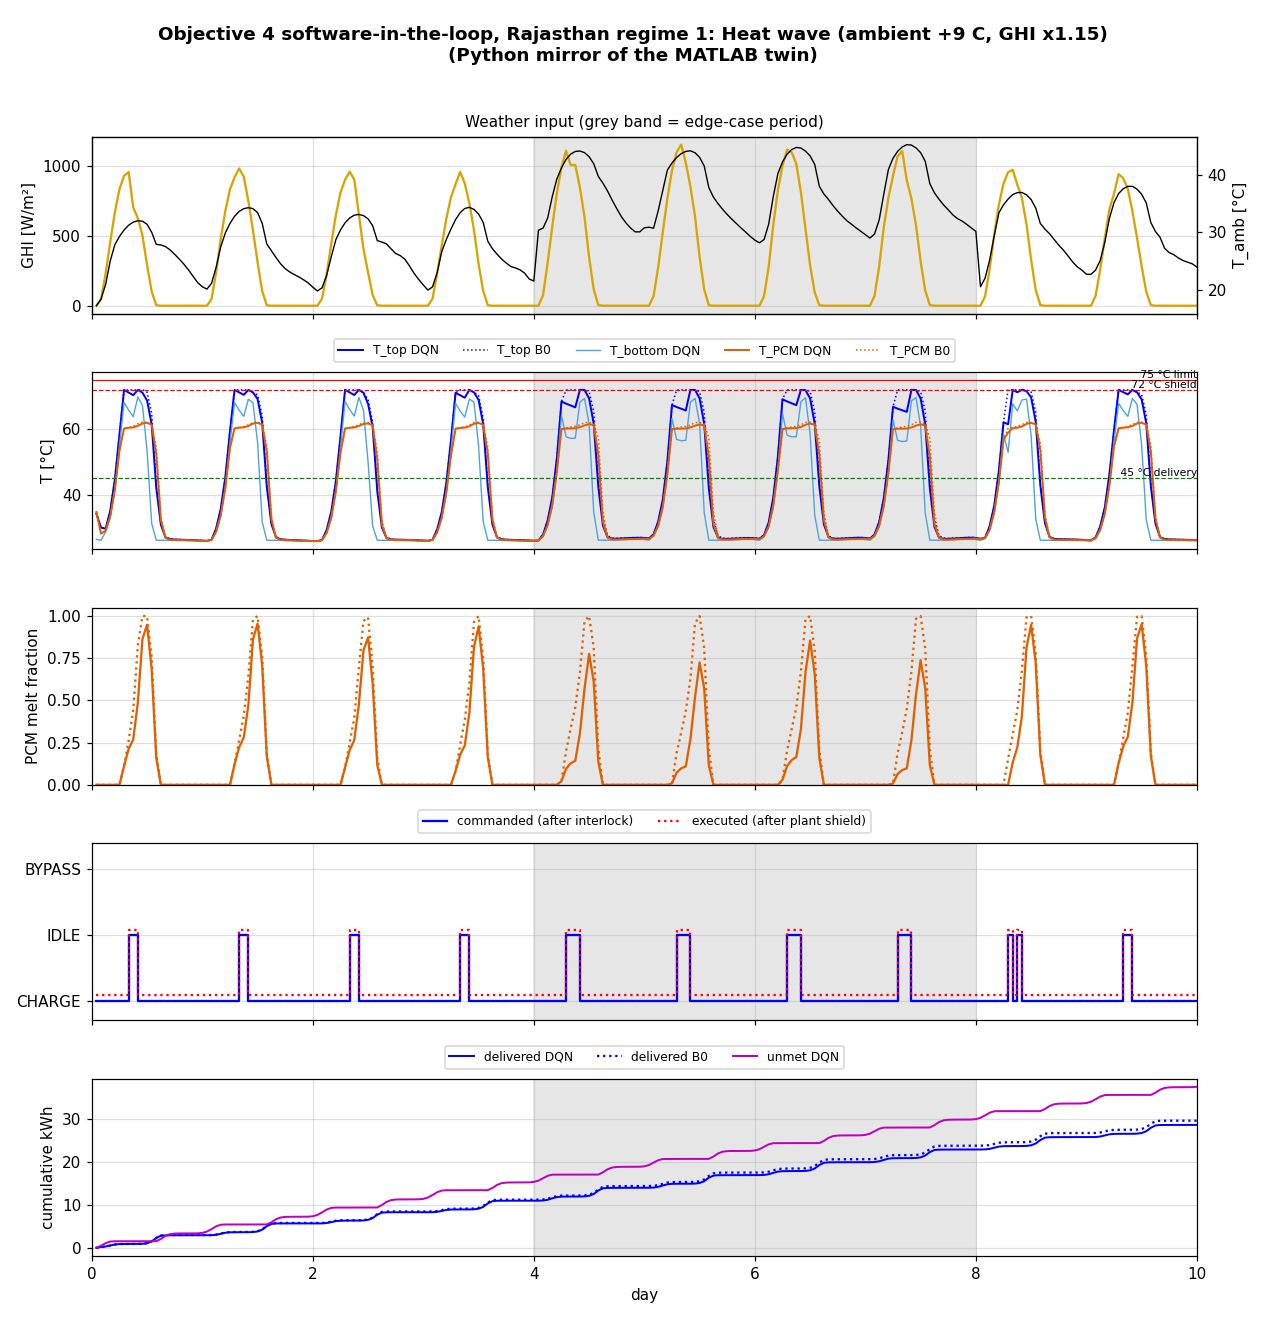 Objective 4 software-in-the-loop, Rajasthan regime 1: Heat wave (ambient +9 C, GHI x1.15)
(Python mirror of the MATLAB twin)
Weather input (grey band = edge-case period)
GHI [W/m²]
1000
500
0
40
30
20
T_amb [°C]
T_top DQN
T_top B0
T_bottom DQN
T_PCM DQN
T_PCM B0
T [°C]
60
40
75 °C limit
72 °C shield
45 °C delivery
PCM melt fraction
1.00
0.75
0.50
0.25
0.00
commanded (after interlock)
executed (after plant shield)
BYPASS
IDLE
CHARGE
delivered DQN
delivered B0
unmet DQN
cumulative kWh
30
20
10
0
0
2
4
6
8
10
day